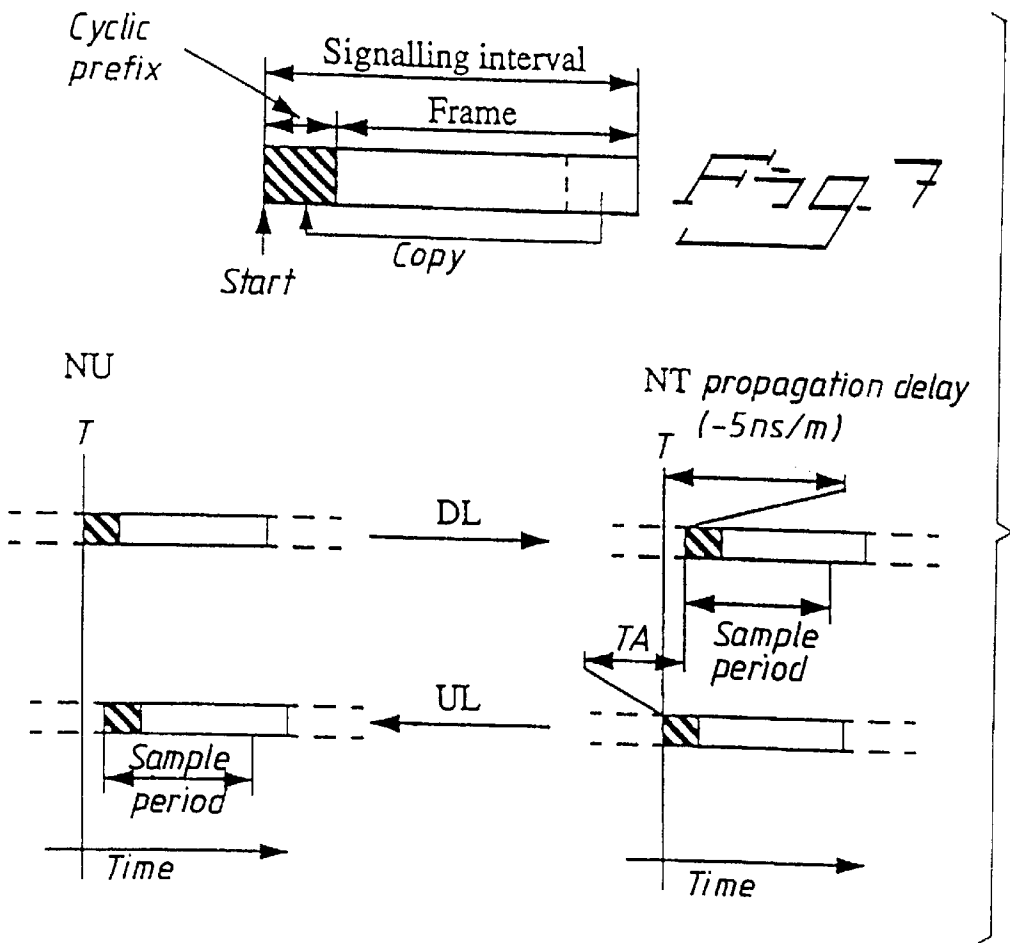 Cyclic
prefix
Signalling interval
Frame
Copy
Start
Fig. 7
NU
NT propagation delay
(-5ns/m)
T
T
DL
TA
Sample
period
UL
Sample
period
Time
Time